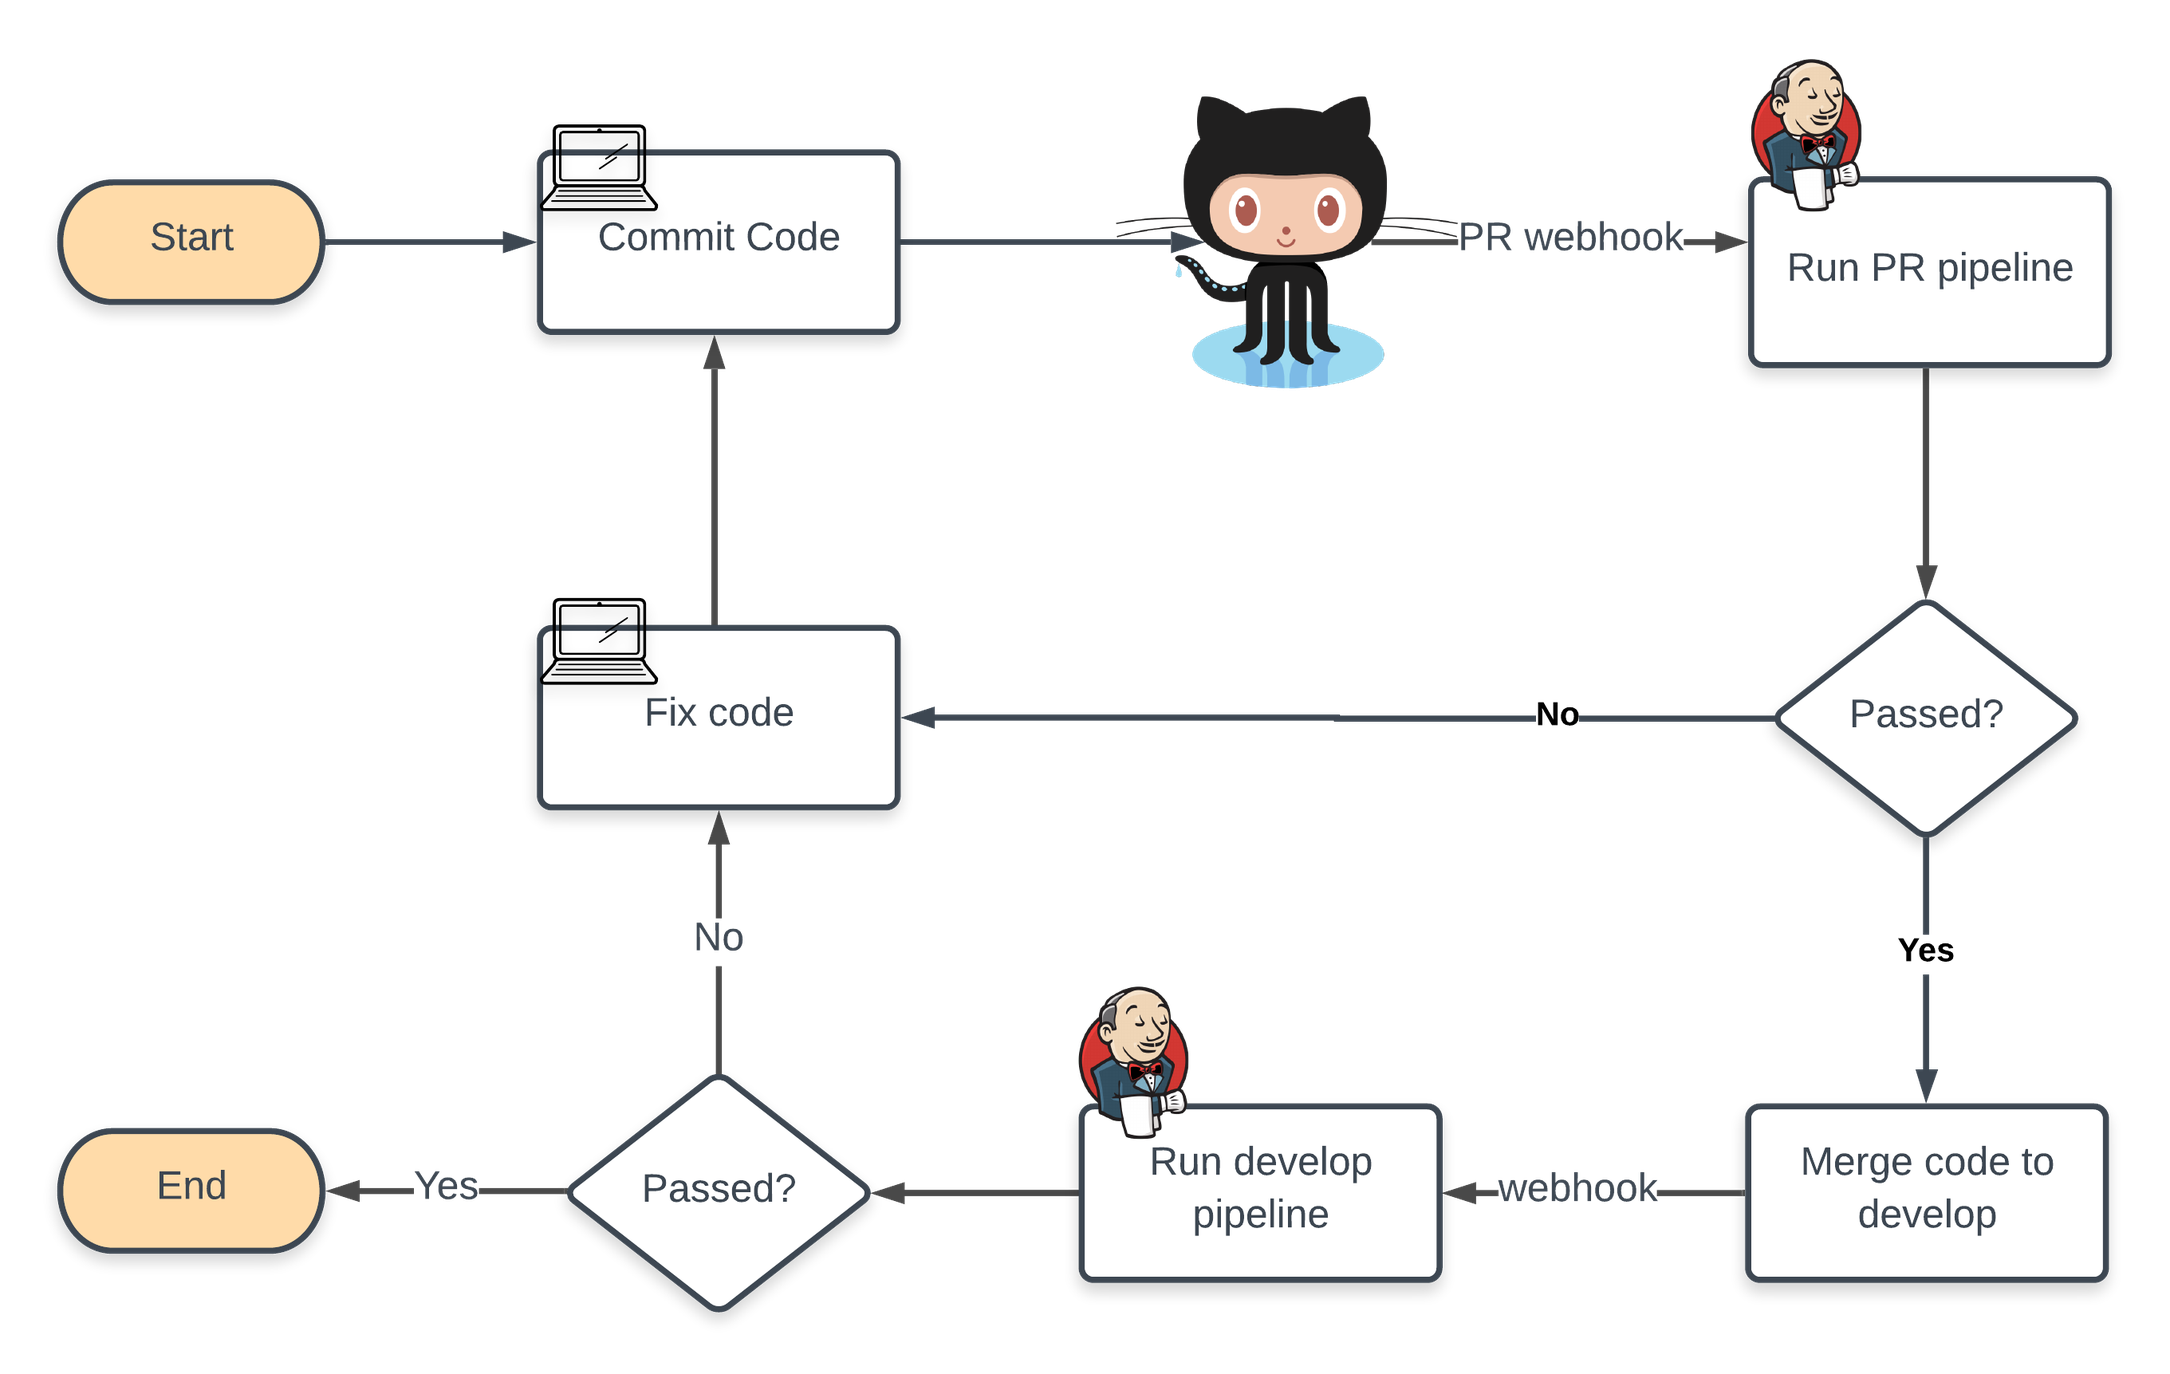 Start
Commit Code
PR webhook
Run PR pipeline
Fix code
No
Passed?
No
Yes
End
Yes
Passed?
Run develop
pipeline
webhook
Merge code to
develop